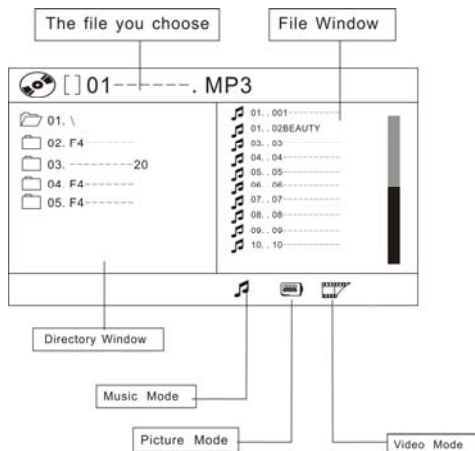 The file you choose
File Window
[ ] 01------. MP3
01. \
02. F4------
03. ---------20
04. F4------
05. F4------
01. . 001------
01. . 02BEAUTY
03. . 03------
04. . 04------
05. . 05------
06. . 06------
07. . 07------
08. . 08------
09. . 09------
10. . 10------
Directory Window
Music Mode
Picture Mode
Video Mode